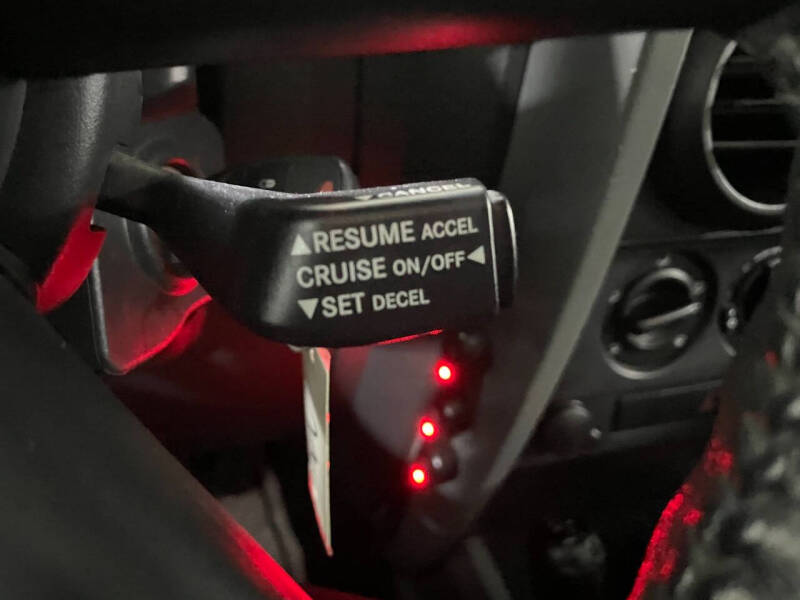 ▼CANCEL
▲RESUME ACCEL
CRUISE ON/OFF◀
▼SET DECEL